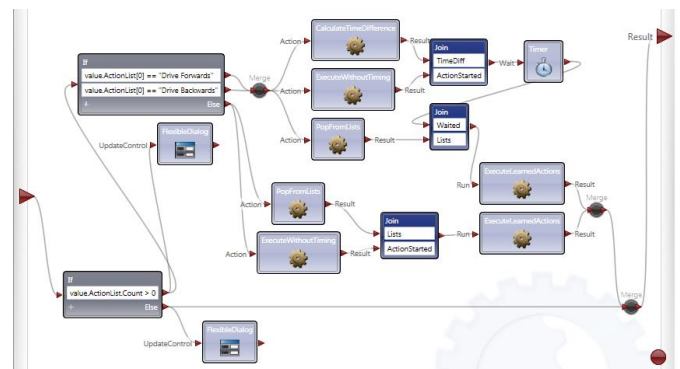 Result
CalculateTimeDifference
Action
Result
Join
TimeDiff
ActionStarted
Wait
Timer
If
value.ActionList[0] == "Drive Forwards"
value.ActionList[0] == "Drive Backwards"
+
Else
Merge
ExecuteWithoutTiming
Action
Result
FlexibleDialog
UpdateControl
PopFromLists
Action
Result
Join
Waited
Lists
ExecuteLearnedActions
Run
Result
PopFromLists
Action
Result
Merge
Join
Lists
ActionStarted
ExecuteLearnedActions
Run
Result
ExecuteWithoutTiming
Action
Result
If
value.ActionList.Count > 0
+
Else
Merge
FlexibleDialog
UpdateControl